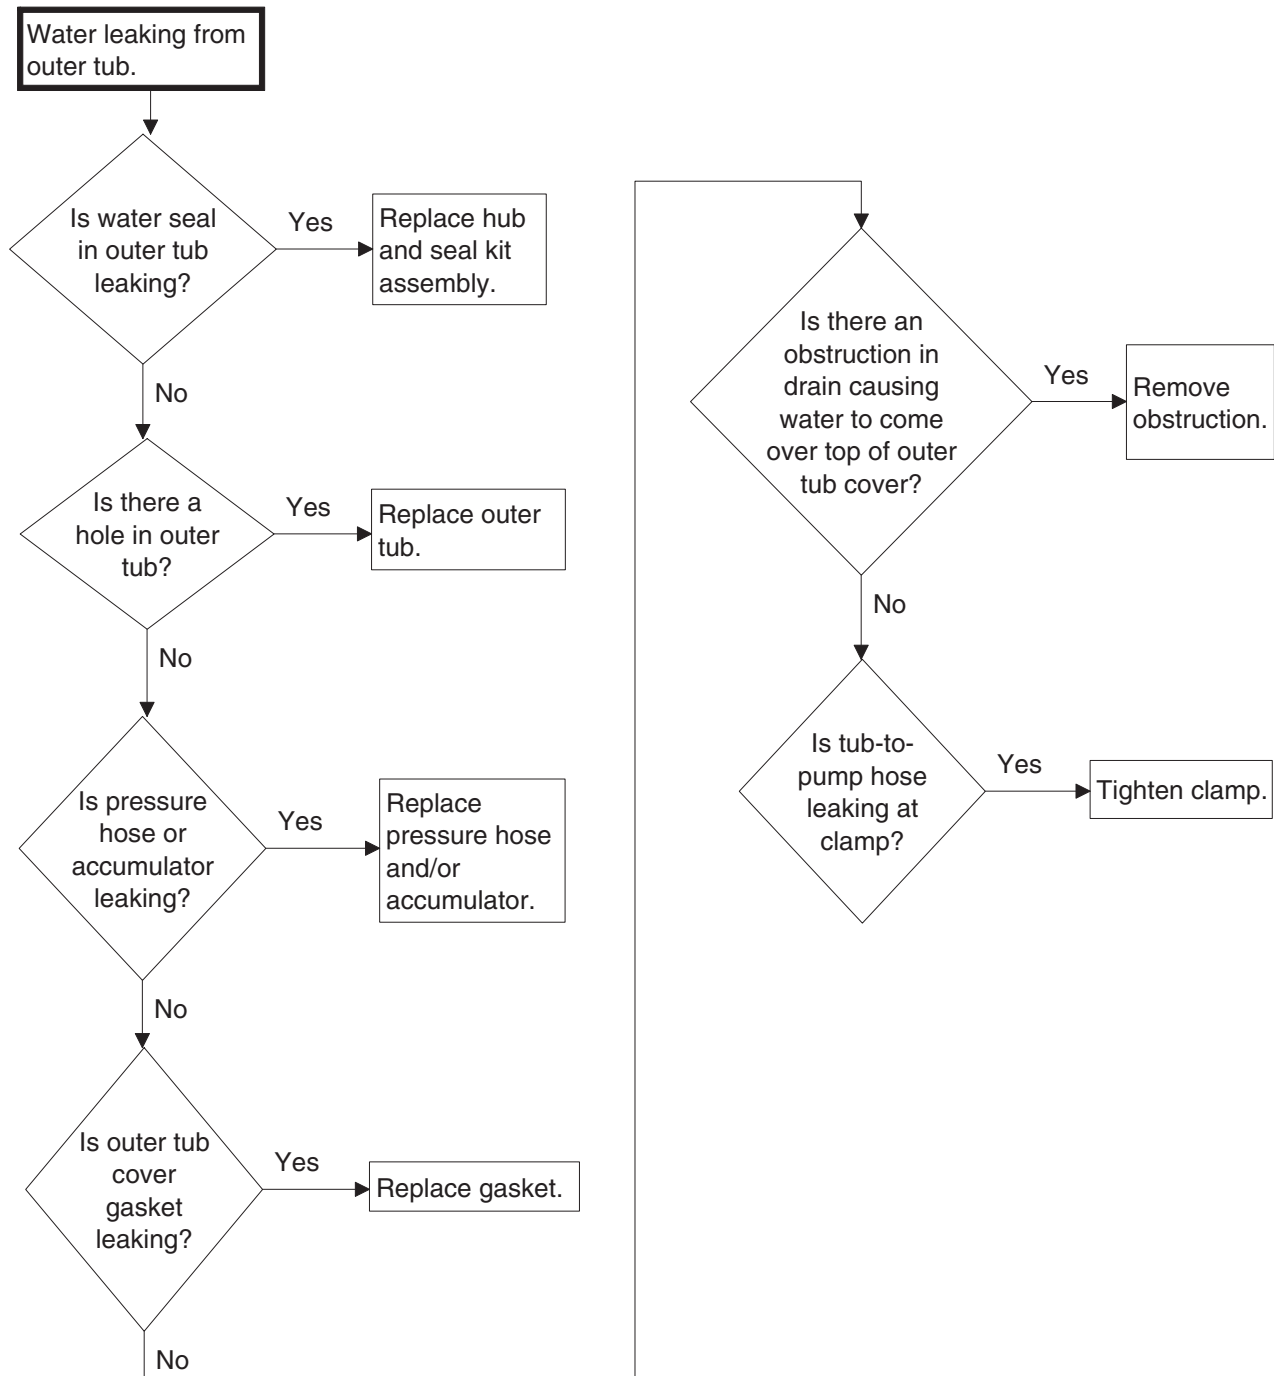 Water leaking from
outer tub.
Is water seal
in outer tub
leaking?
Yes
Replace hub
and seal kit
assembly.
No
Is there a
hole in outer
tub?
Yes
Replace outer
tub.
No
Is pressure
hose or
accumulator
leaking?
Yes
Replace
pressure hose
and/or
accumulator.
No
Is outer tub
cover
gasket
leaking?
Yes
Replace gasket.
No
Is there an
obstruction in
drain causing
water to come
over top of outer
tub cover?
Yes
Remove
obstruction.
No
Is tub-to-
pump hose
leaking at
clamp?
Yes
Tighten clamp.